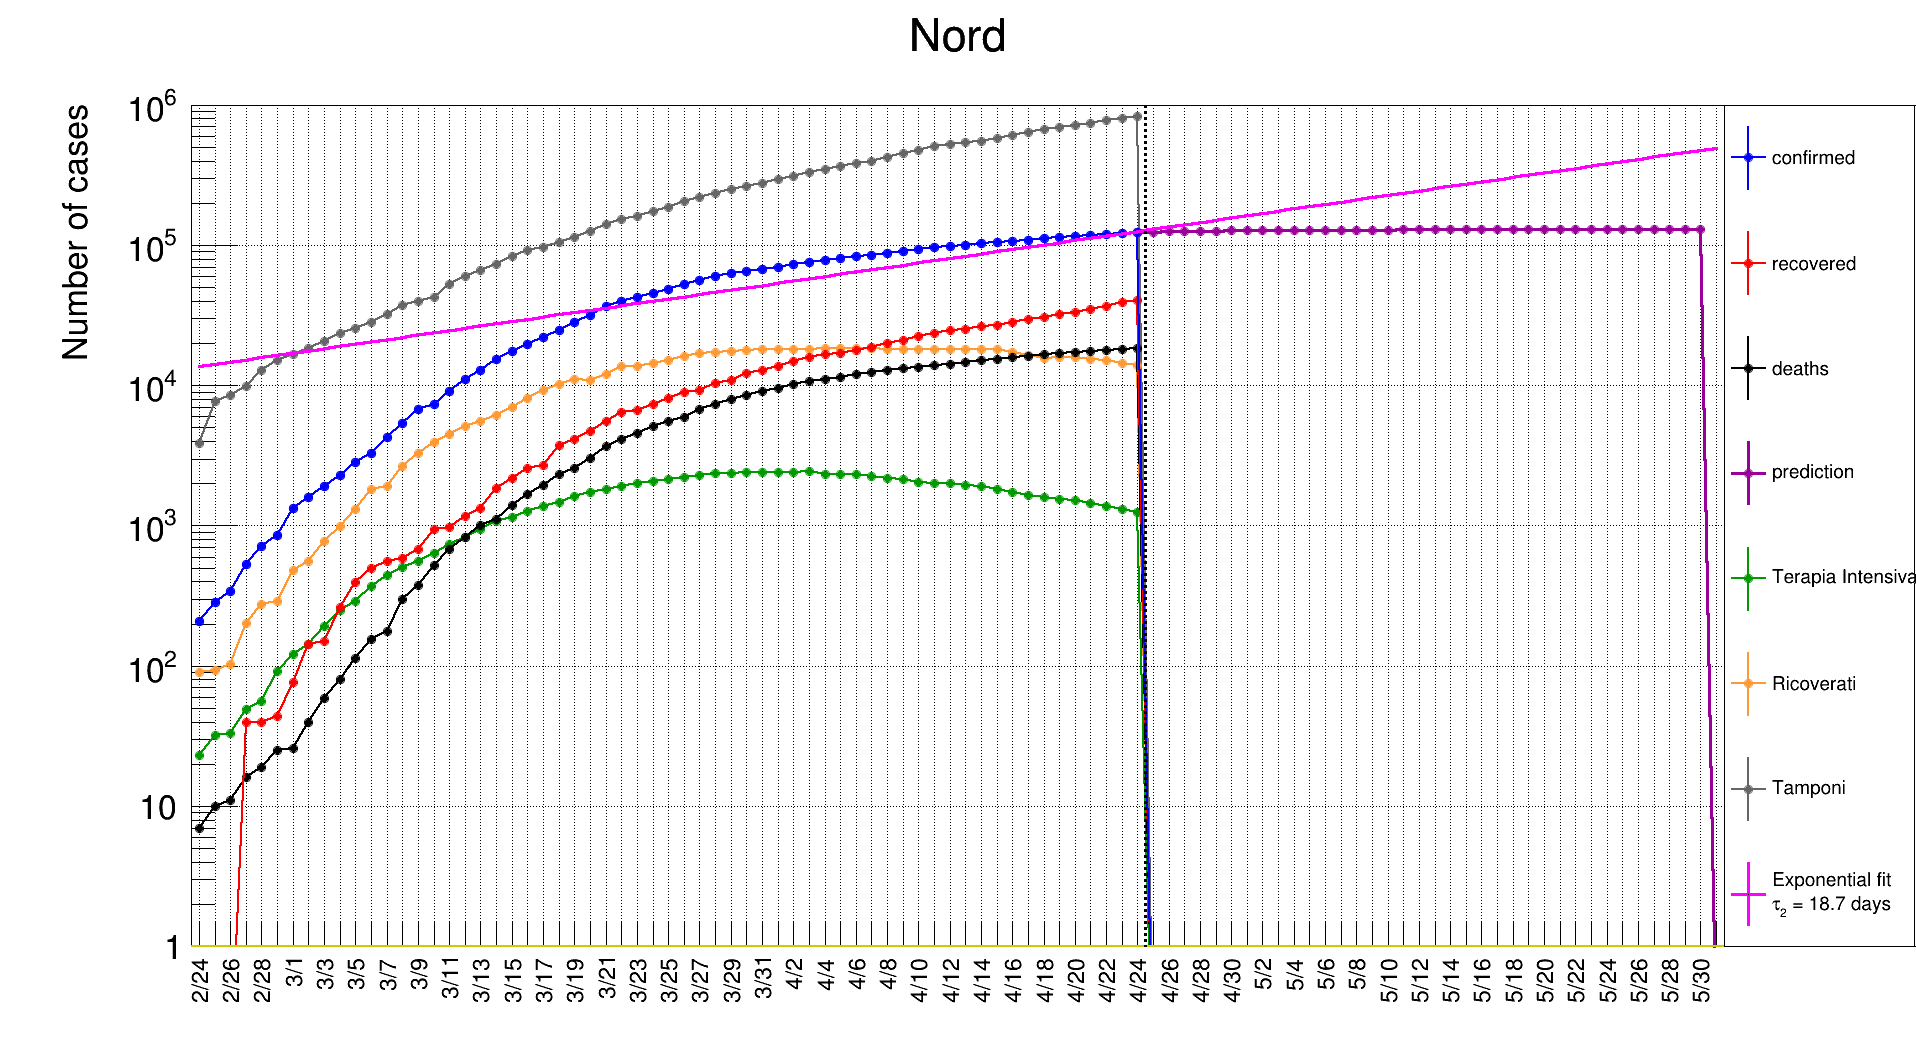 Nord
Number of cases
10^6
10^5
10^4
10^3
10^2
10
1
2/24 2/26 2/28 3/1 3/3 3/5 3/7 3/9 3/11 3/13 3/15 3/17 3/19 3/21 3/23 3/25 3/27 3/29 3/31 4/2 4/4 4/6 4/8 4/10 4/12 4/14 4/16 4/18 4/20 4/22 4/24 4/26 4/28 4/30 5/2 5/4 5/6 5/8 5/10 5/12 5/14 5/16 5/18 5/20 5/22 5/24 5/26 5/28 5/30
confirmed
recovered
deaths
prediction
Terapia Intensiva
Ricoverati
Tamponi
Exponential fit
τ₂ = 18.7 days